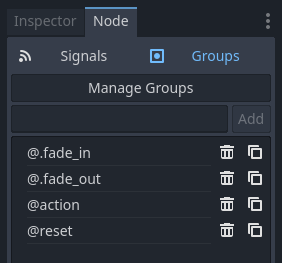 Inspector Node
Signals Groups
Manage Groups
Add
@.fade_in
@.fade_out
@action
@reset